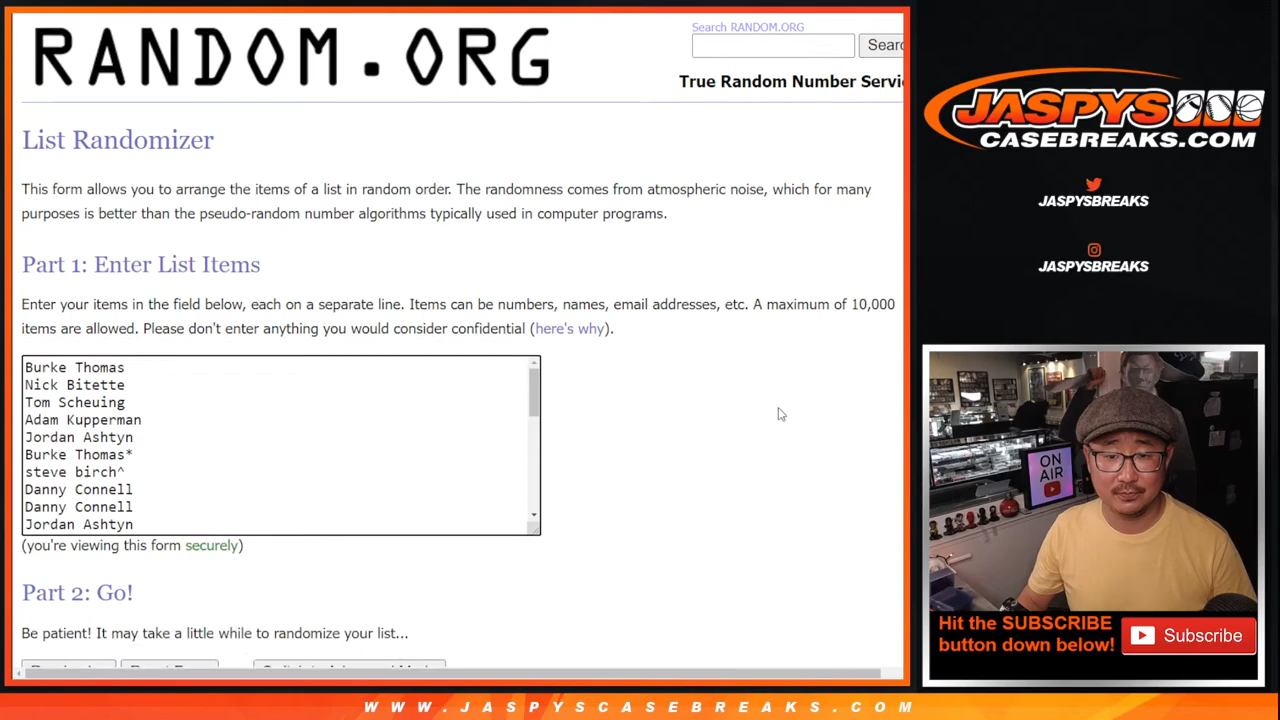 RANDOM.ORG
Search RANDOM.ORG
True Random Number Servi
List Randomizer
This form allows you to arrange the items of a list in random order. The randomness comes from atmospheric noise, which for many
purposes is better than the pseudo-random number algorithms typically used in computer programs.
Part 1: Enter List Items
Enter your items in the field below, each on a separate line. Items can be numbers, names, email addresses, etc. A maximum of 10,000
items are allowed. Please don't enter anything you would consider confidential (here's why).
Burke Thomas
Nick Bitette
Tom Scheuing
Adam Kupperman
Jordan Ashtyn
Burke Thomas*
steve birch^
Danny Connell
Danny Connell
Jordan Ashtyn
(you're viewing this form securely)
Part 2: Go!
Be patient! It may take a little while to randomize your list...
JASPYS
CASEBREAKS.COM
JASPYSBREAKS
JASPYSBREAKS
ON
AIR
Hit the SUBSCRIBE
button down below!
Subscribe
WWW.JASPYSCASEBREAKS.COM